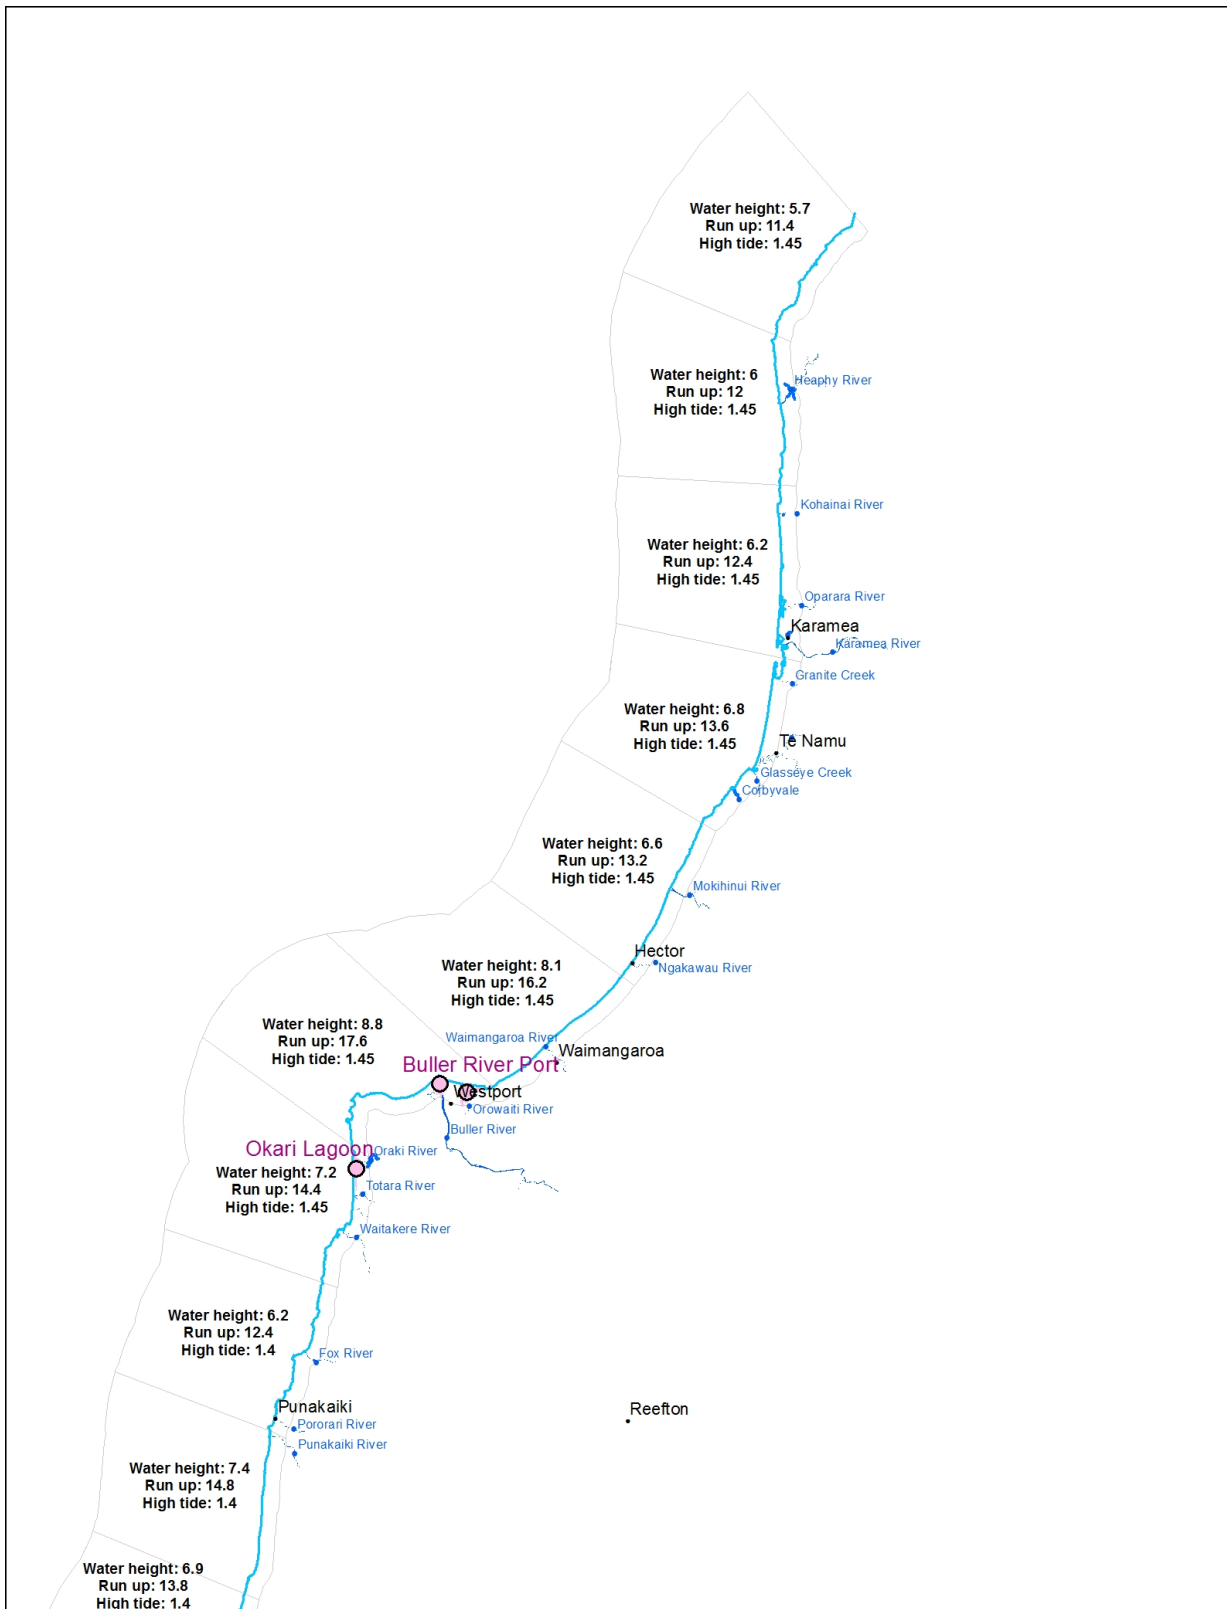 Water height: 5.7
Run up: 11.4
High tide: 1.45
Water height: 6
Run up: 12
High tide: 1.45
Heaphy River
Kohainai River
Water height: 6.2
Run up: 12.4
High tide: 1.45
Oparara River
Karamea
Karamea River
Granite Creek
Water height: 6.8
Run up: 13.6
High tide: 1.45
Te Namu
Glasseye Creek
Corbyvale
Water height: 6.6
Run up: 13.2
High tide: 1.45
Mokihinui River
Hector
Ngakawau River
Water height: 8.1
Run up: 16.2
High tide: 1.45
Water height: 8.8
Run up: 17.6
High tide: 1.45
Waimangaroa River
Waimangaroa
Buller River Port
Westport
Orowaiti River
Buller River
Okari Lagoon
Oraki River
Water height: 7.2
Run up: 14.4
High tide: 1.45
Totara River
Waitakere River
Water height: 6.2
Run up: 12.4
High tide: 1.4
Fox River
Punakaiki
Reefton
Pororari River
Punakaiki River
Water height: 7.4
Run up: 14.8
High tide: 1.4
Water height: 6.9
Run up: 13.8
High tide: 1.4